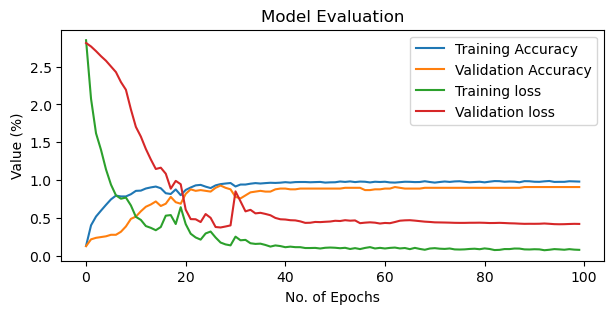 Model Evaluation
Value (%)
2.5
2.0
1.5
1.0
0.5
0.0
Training Accuracy
Validation Accuracy
Training loss
Validation loss
0 20 40 60 80 100
No. of Epochs